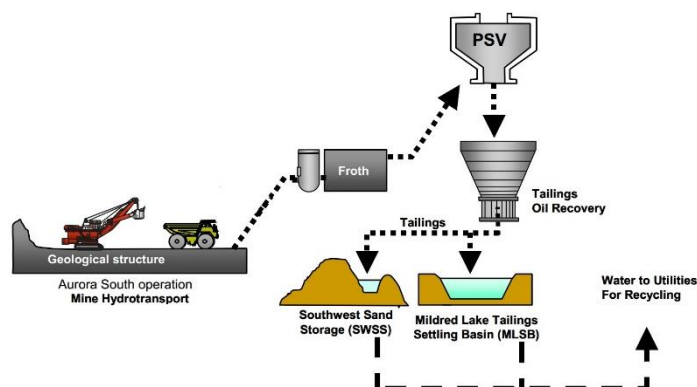 PSV
Froth
Tailings
Oil Recovery
Tailings
Geological structure
Aurora South operation
Mine Hydrotransport
Southwest Sand
Storage (SWSS)
Mildred Lake Tailings
Settling Basin (MLSB)
Water to Utilities
For Recycling